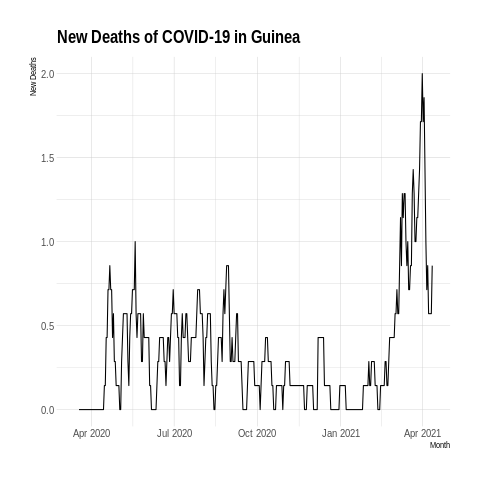 New Deaths of COVID-19 in Guinea
New Deaths
2.0
1.5
1.0
0.5
0.0
Apr 2020 Jul 2020 Oct 2020 Jan 2021 Apr 2021
Month